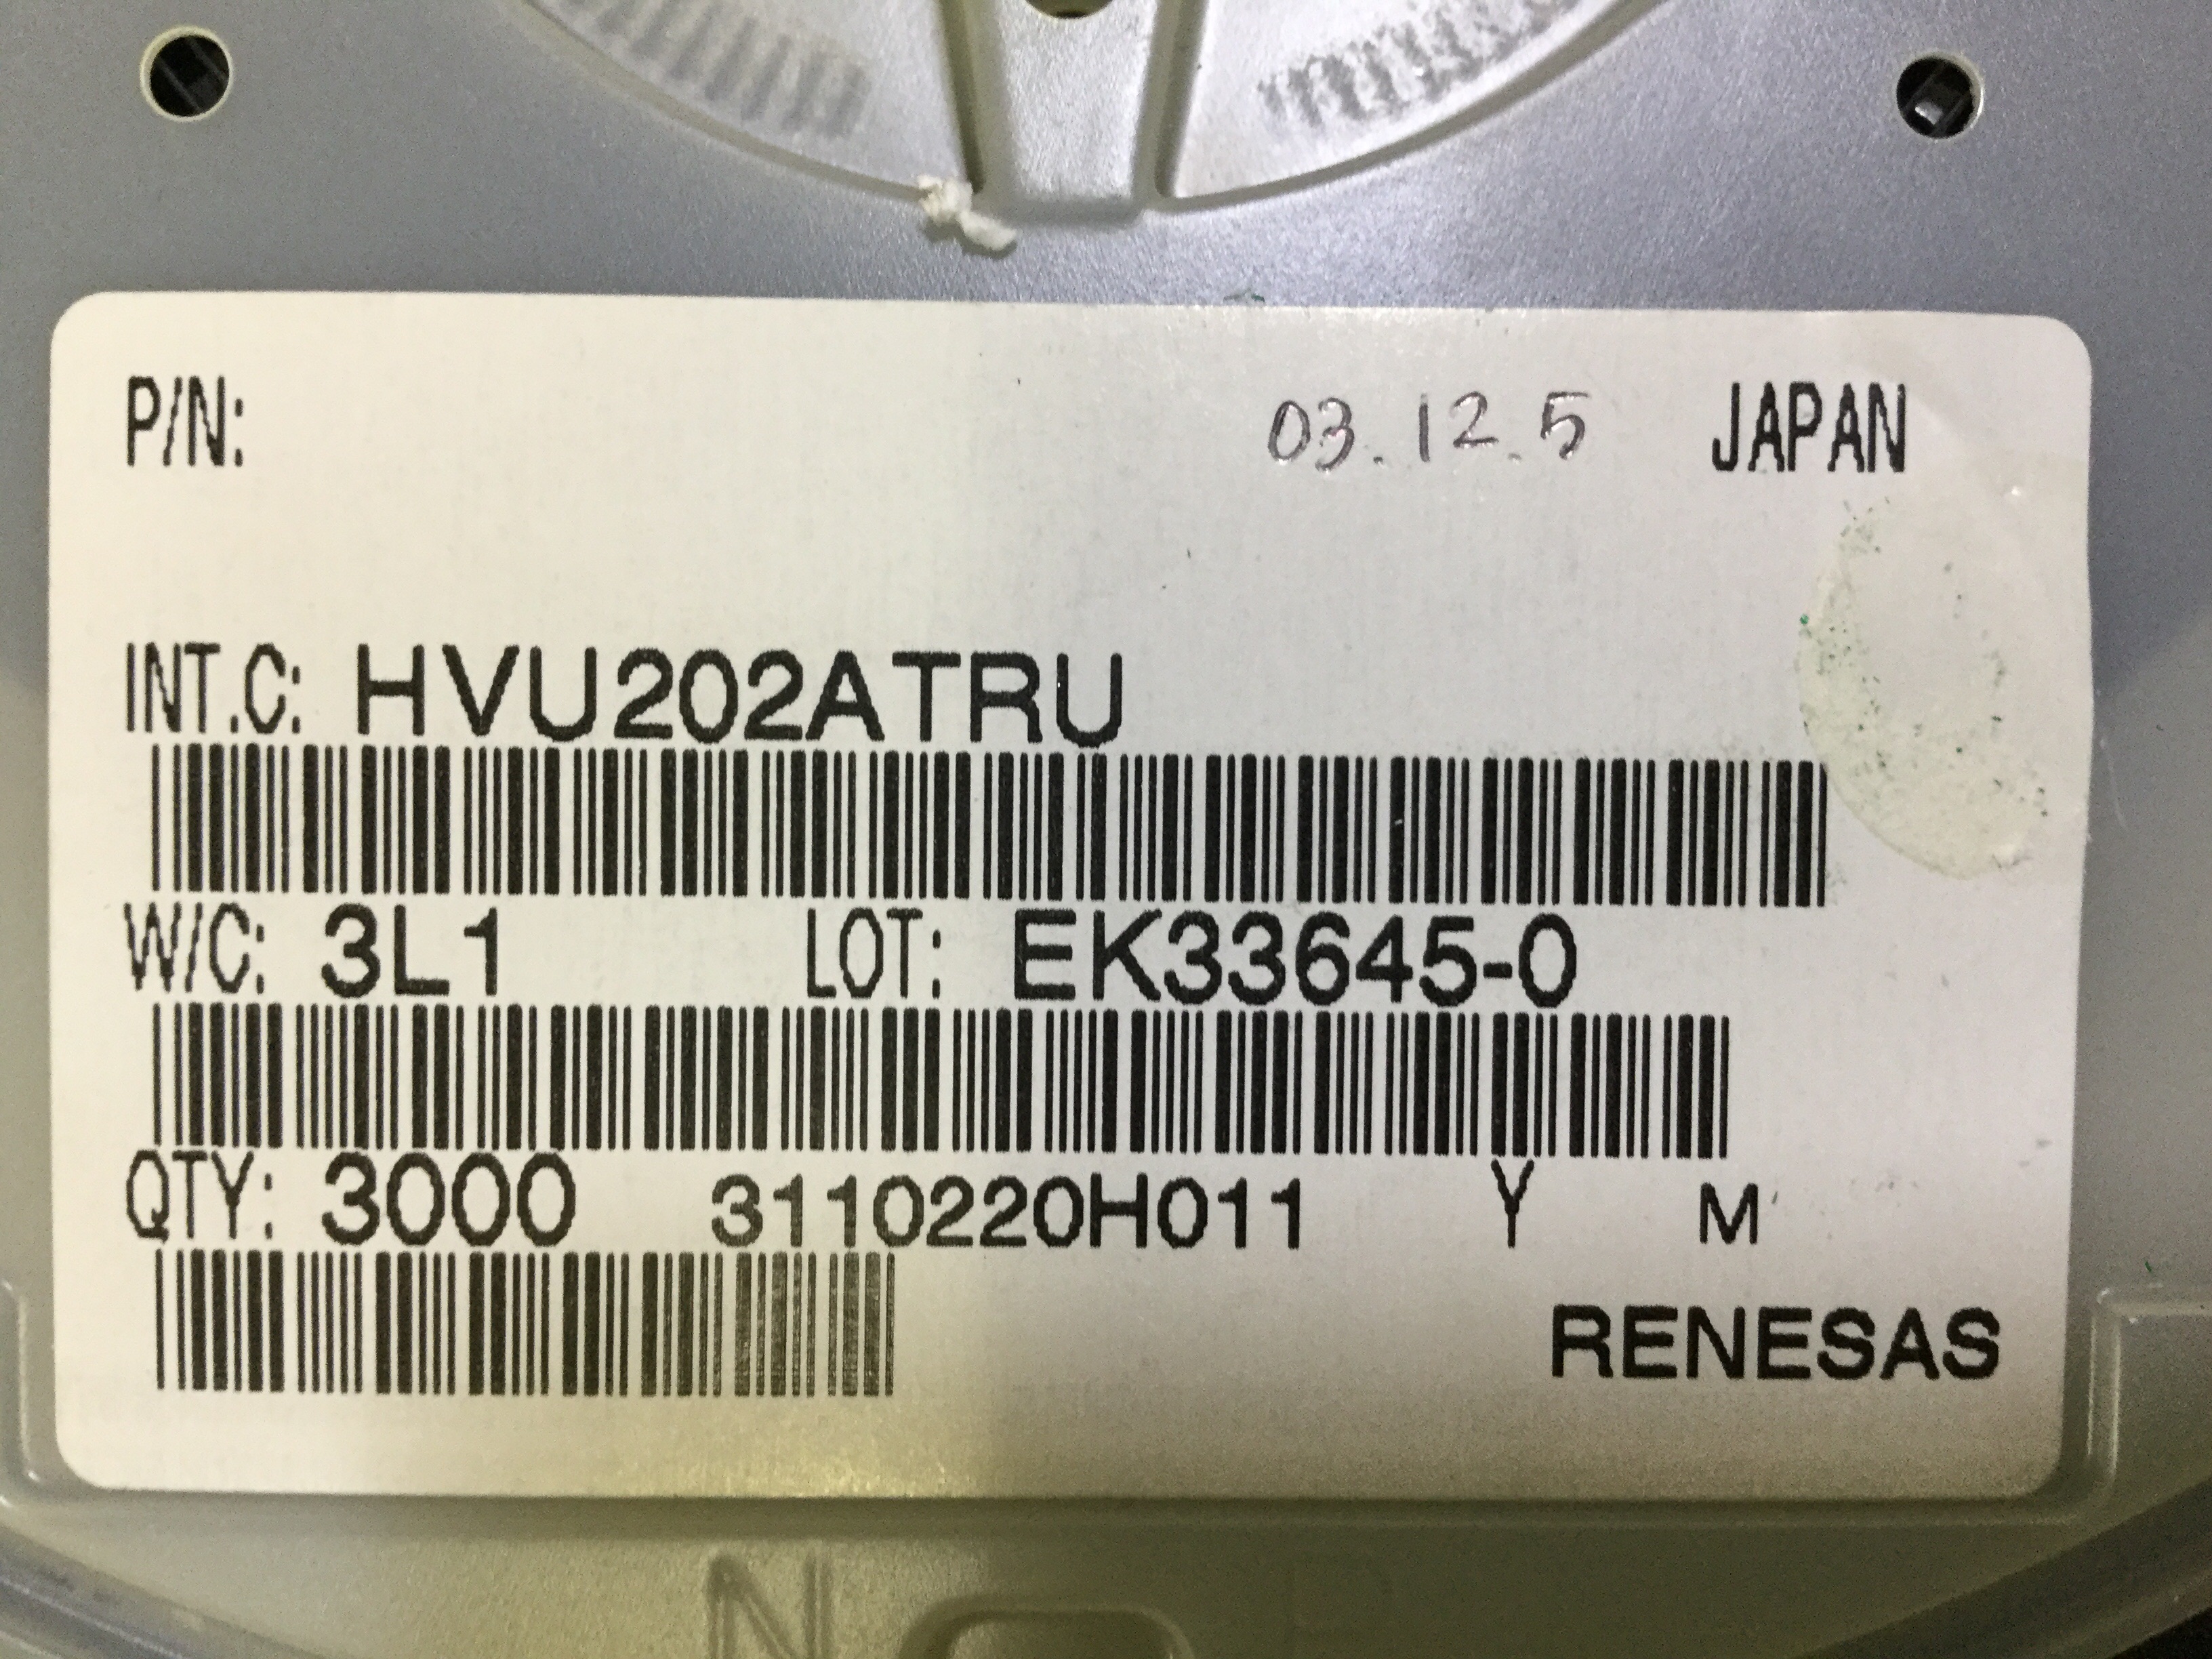 P/N: 03.12.5 JAPAN
INT.C: HVU202ATRU
W/C: 3L1 LOT: EK33645-0
QTY: 3000 3110220H011 Y M
RENESAS
N